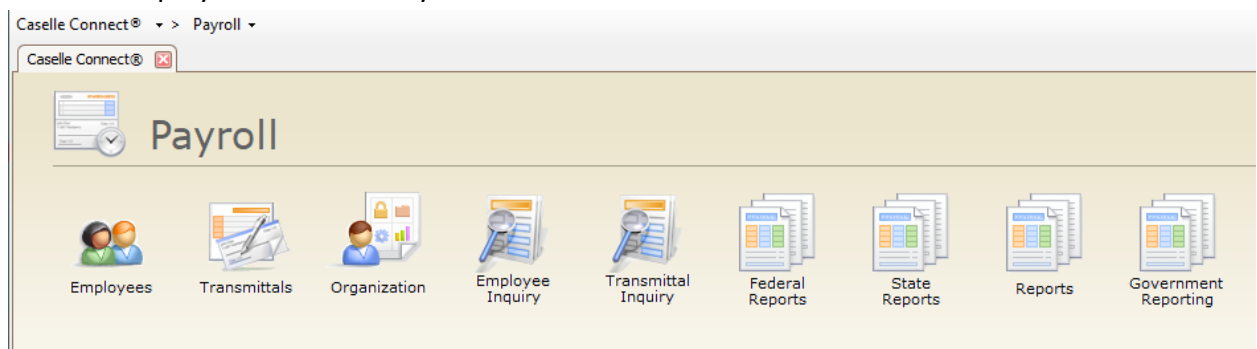 Caselle Connect® > Payroll
Caselle Connect®
Payroll
Employees
Transmittals
Organization
Employee
Inquiry
Transmittal
Inquiry
Federal
Reports
State
Reports
Reports
Government
Reporting